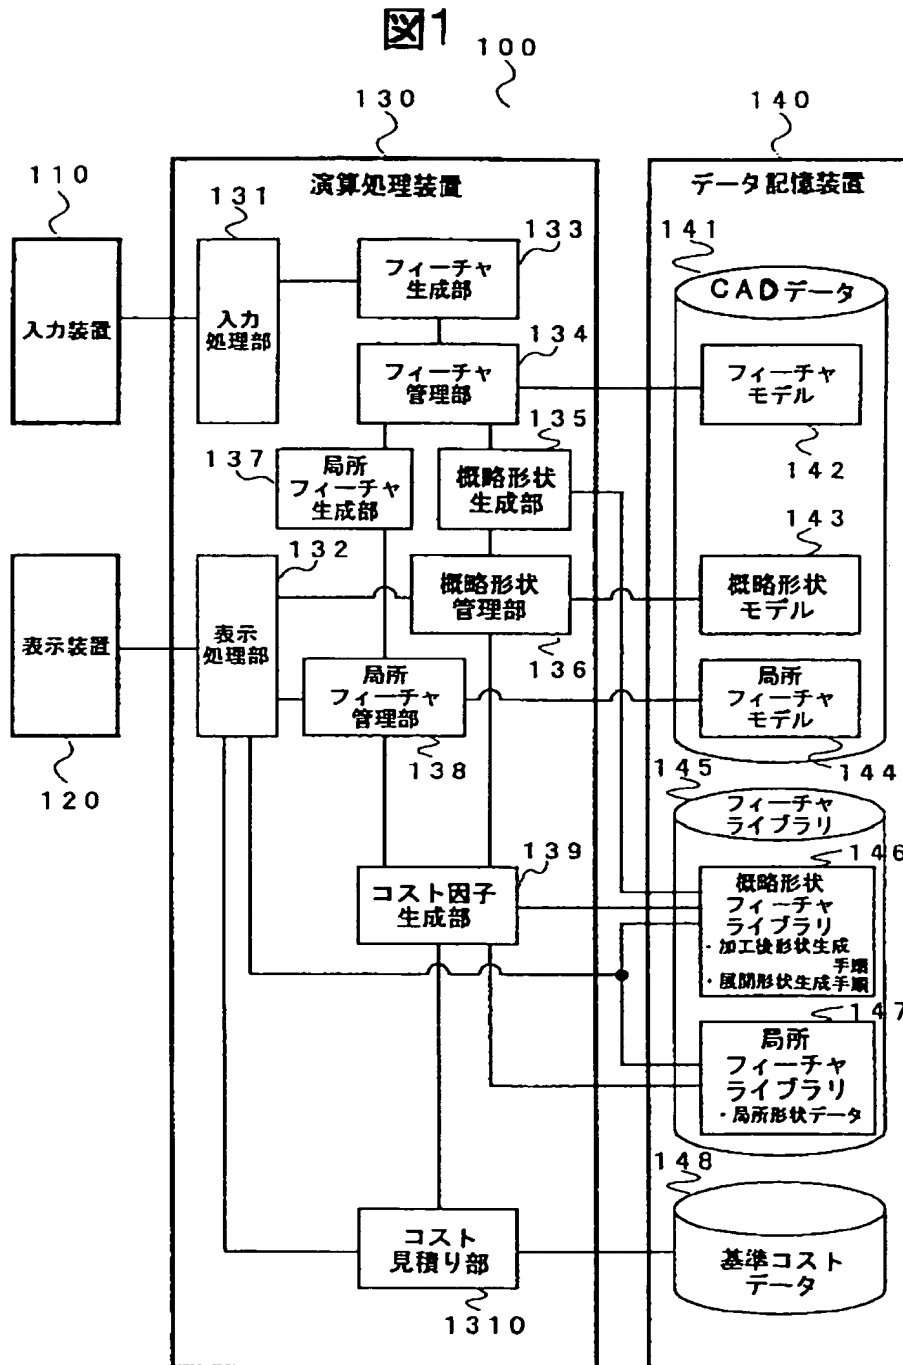 図1
100
130
140
110
演算処理装置
データ記憶装置
131
133
141
入力装置
入力
処理部
フィーチャ
生成部
CADデータ
134
フィーチャ
管理部
フィーチャ
モデル
135
142
137
局所
フィーチャ
生成部
概略形状
生成部
143
132
概略形状
管理部
概略形状
モデル
表示装置
表示
処理部
136
局所
フィーチャ
管理部
局所
フィーチャ
モデル
138
144
120
145
フィーチャ
ライブラリ
139
146
コスト因子
生成部
概略形状
フィーチャ
ライブラリ
・加工後形状生成
手順
・展開形状生成手順
147
局所
フィーチャ
ライブラリ
・局所形状データ
148
コスト
見積り部
基準コスト
データ
1310